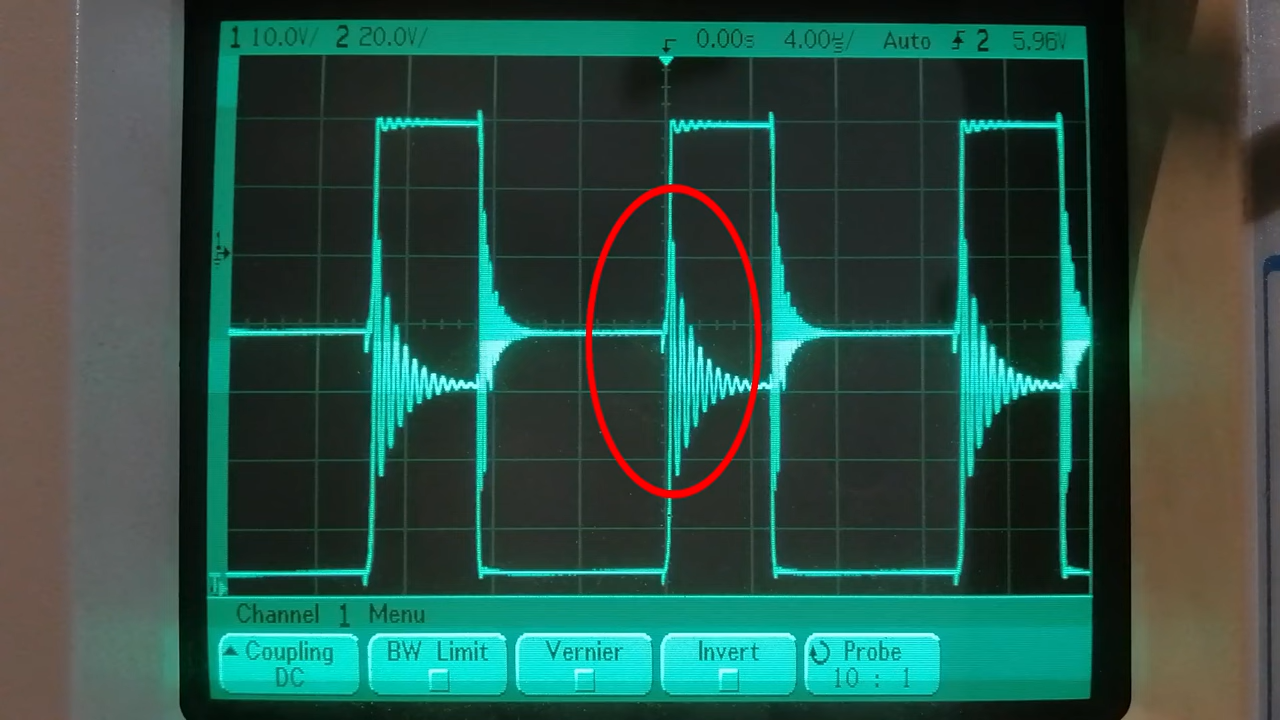 1 10.0V/ 2 20.0V/ 0.00s 4.00us/ Auto 2 5.96V
Channel 1 Menu
Coupling BW Limit Vernier Invert Probe
DC 10 : 1